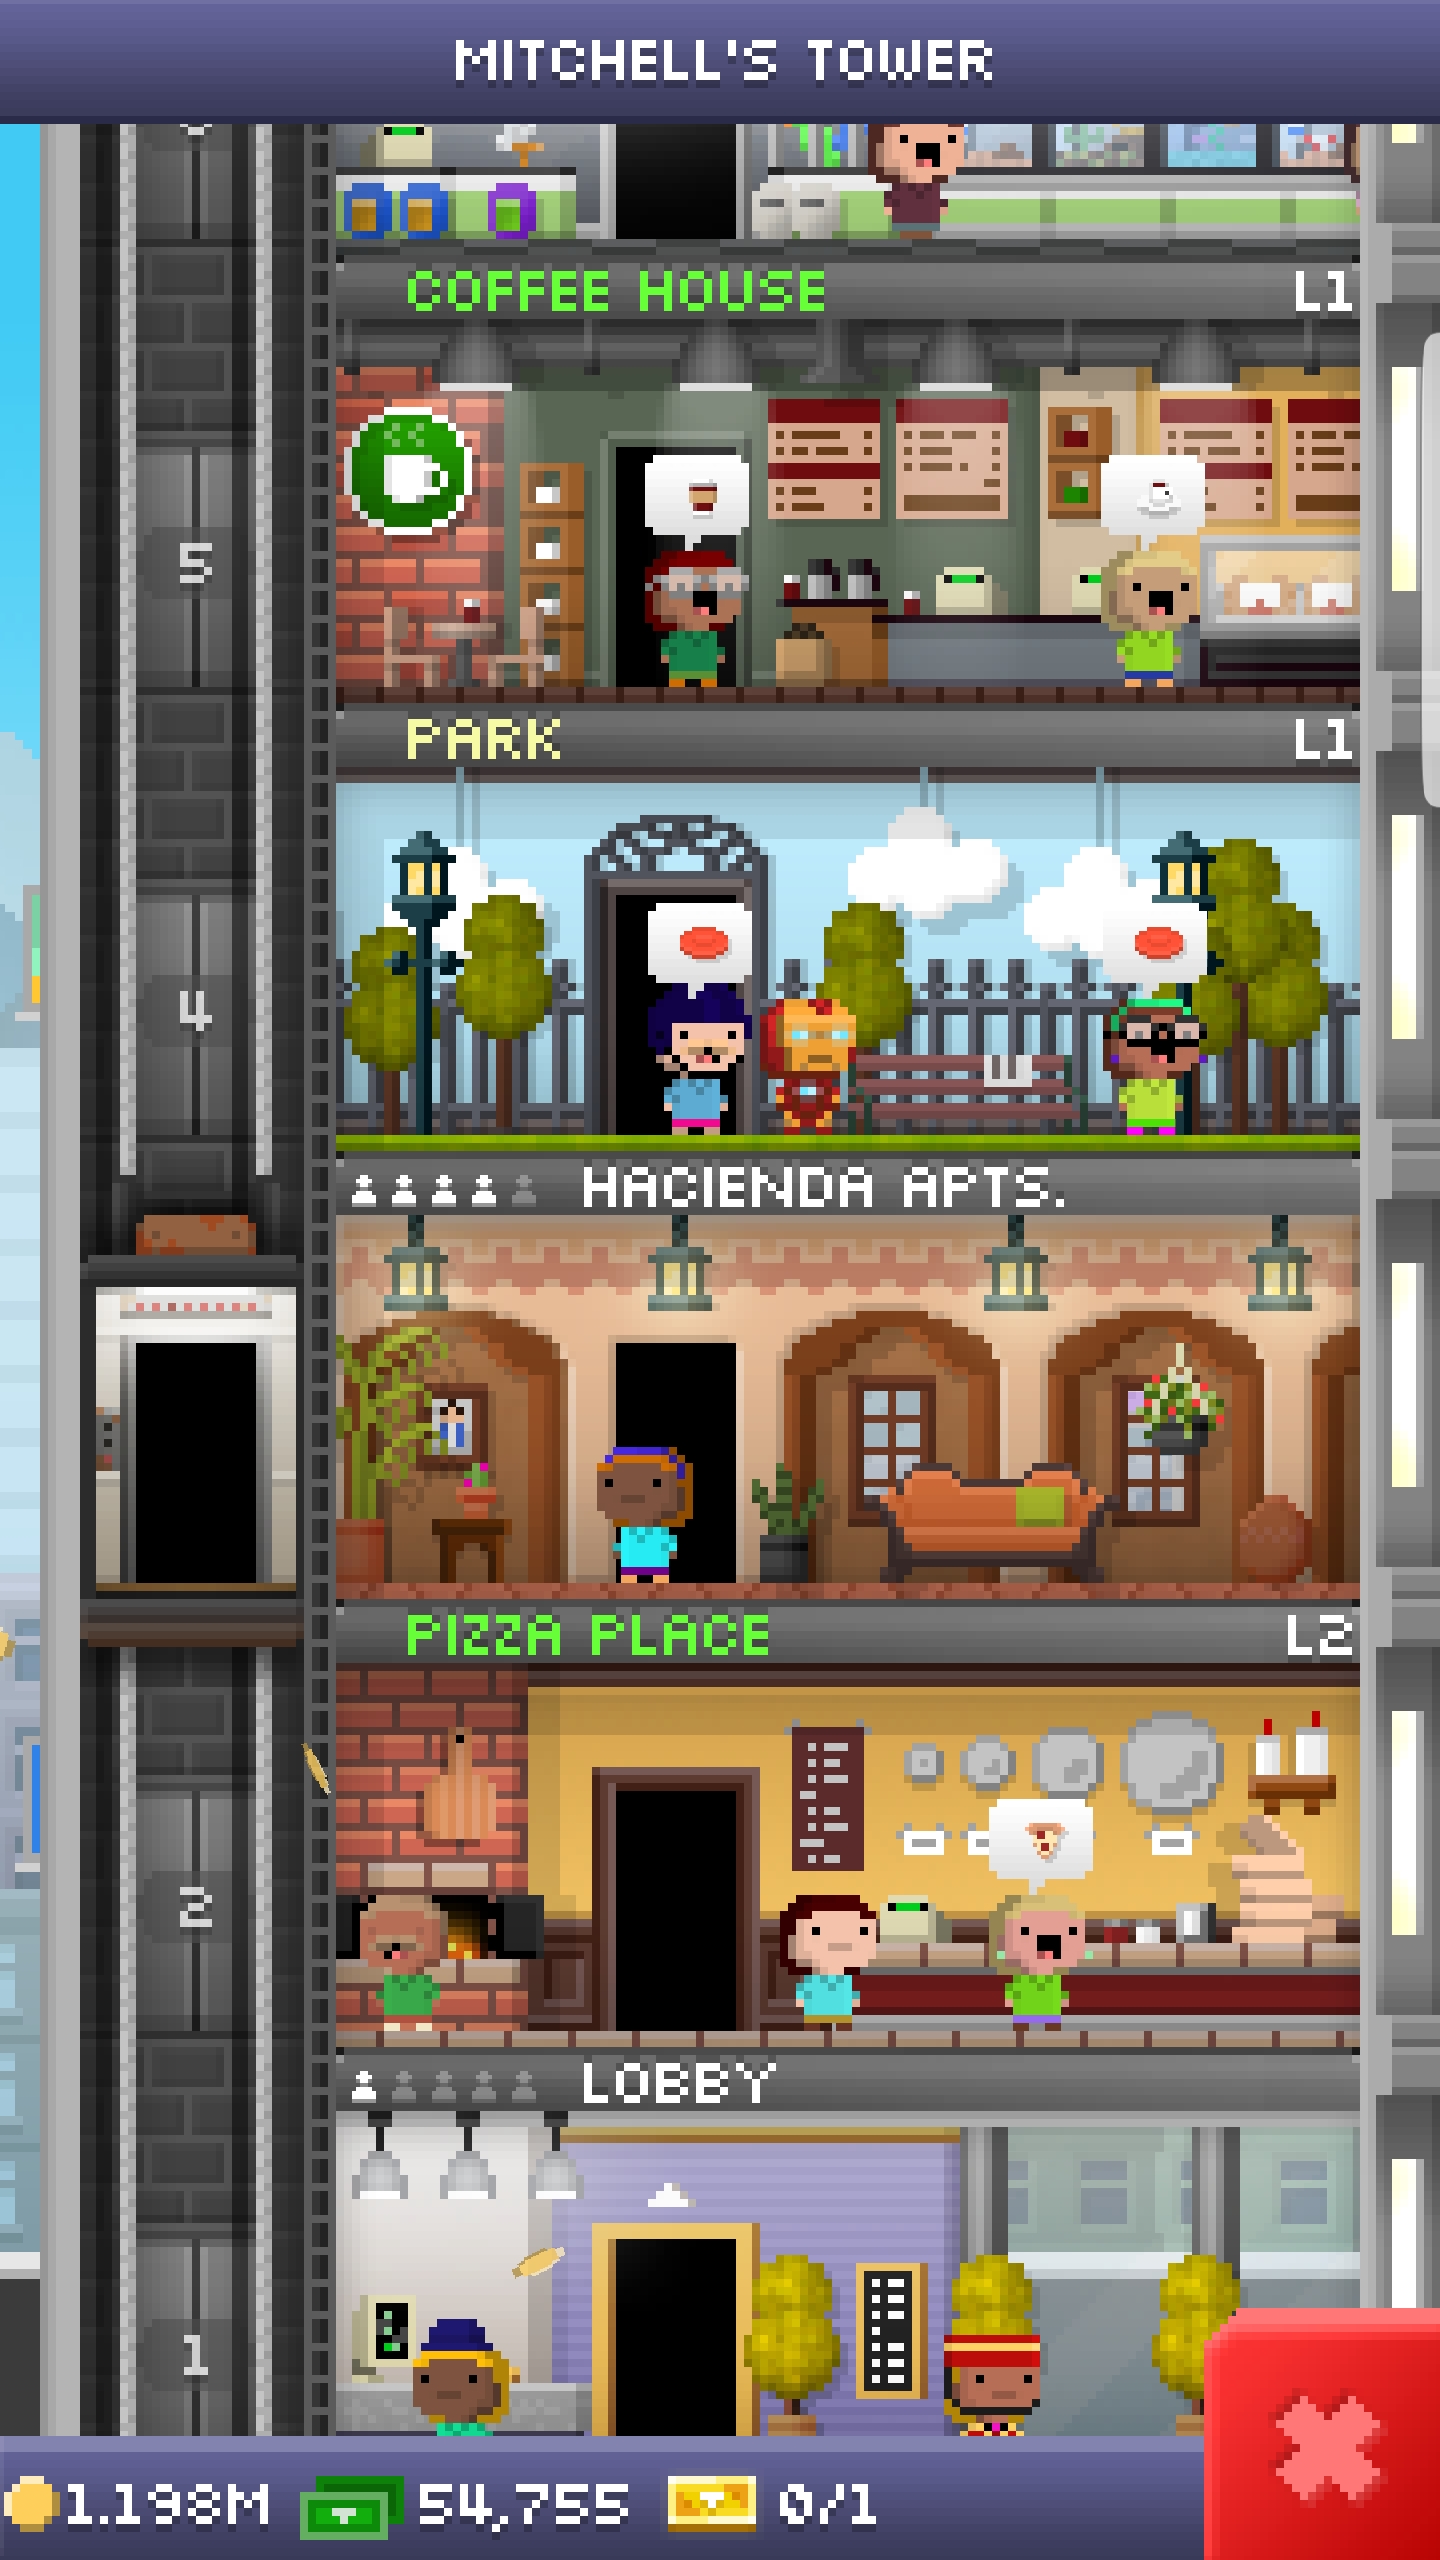 MITCHELL'S TOWER
COFFEE HOUSE L1
5
PARK L1
4
HACIENDA APTS.
PIZZA PLACE L2
2
LOBBY
1
1.198M 54,755 0/1